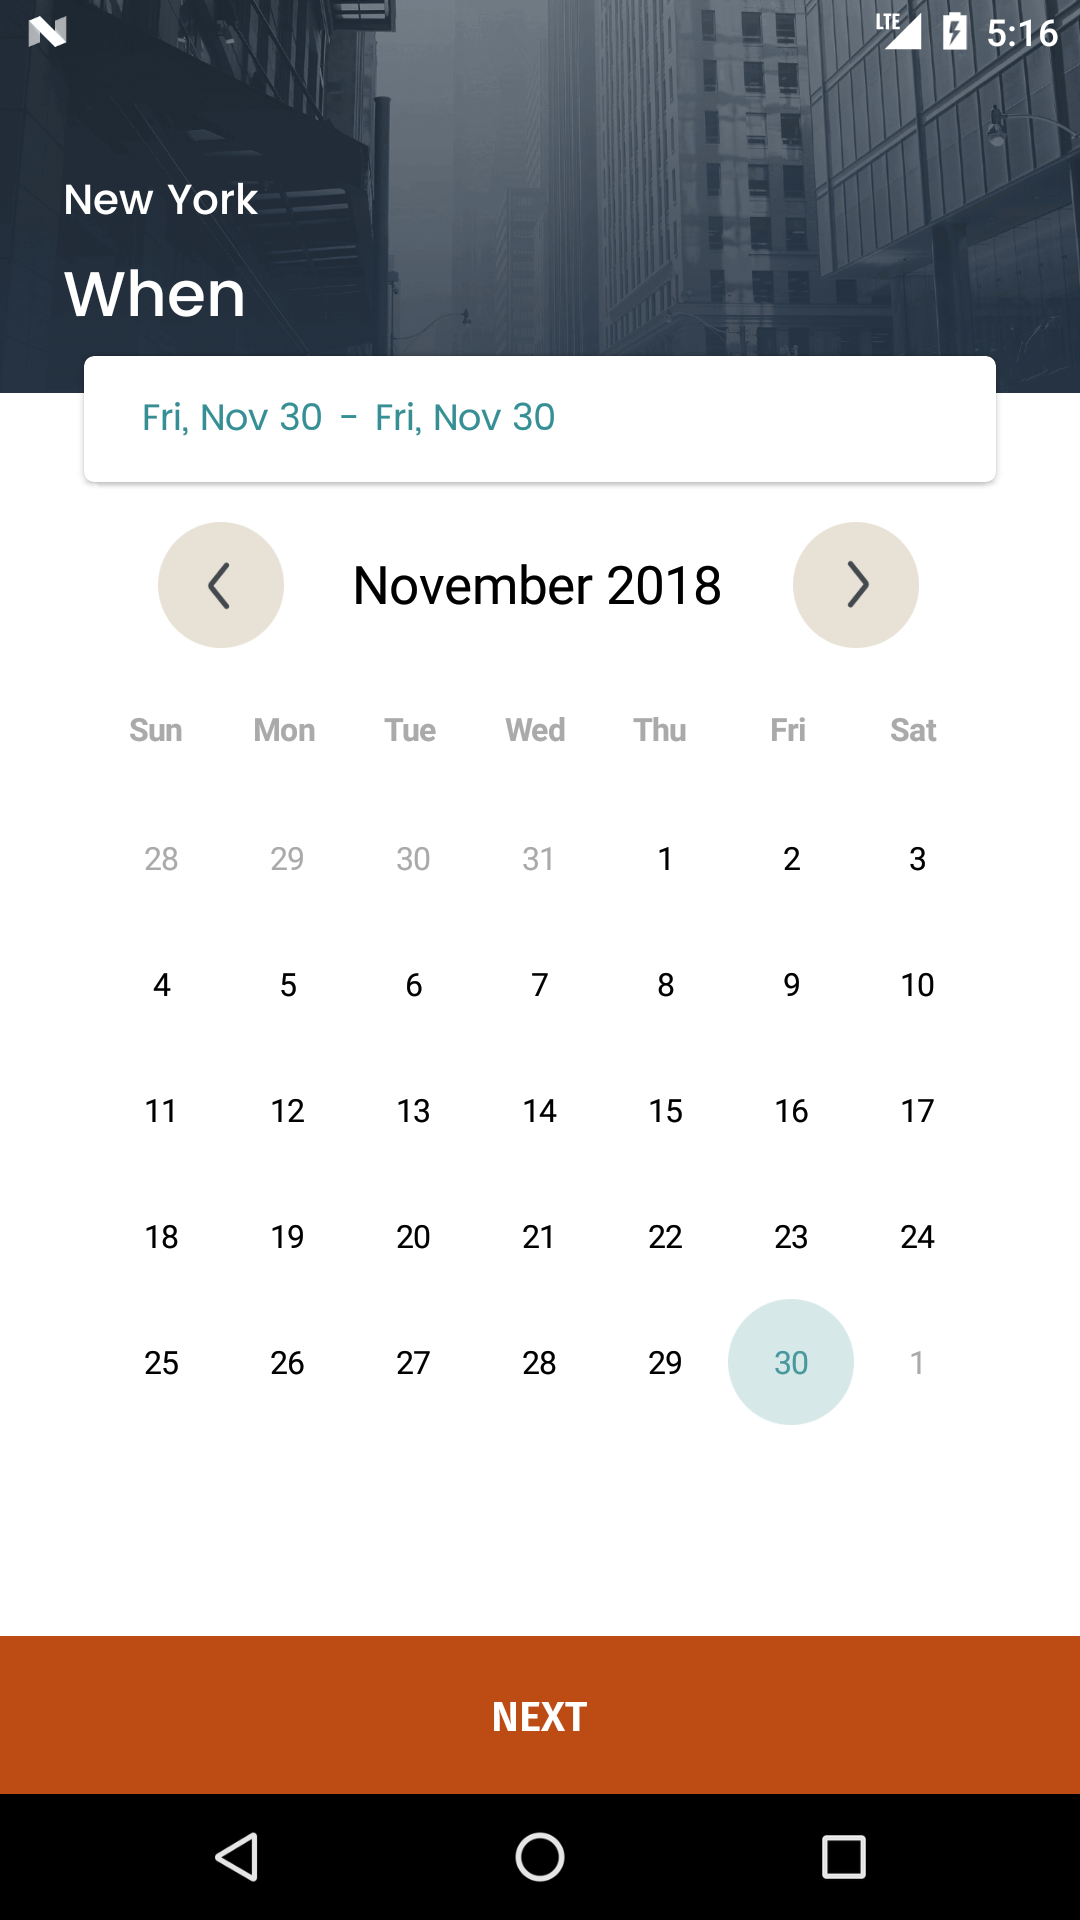 LTE 5:16
New York
When
Fri, Nov 30 - Fri, Nov 30
November 2018
Sun Mon Tue Wed Thu Fri Sat
28 29 30 31 1 2 3
4 5 6 7 8 9 10
11 12 13 14 15 16 17
18 19 20 21 22 23 24
25 26 27 28 29 30 1
NEXT